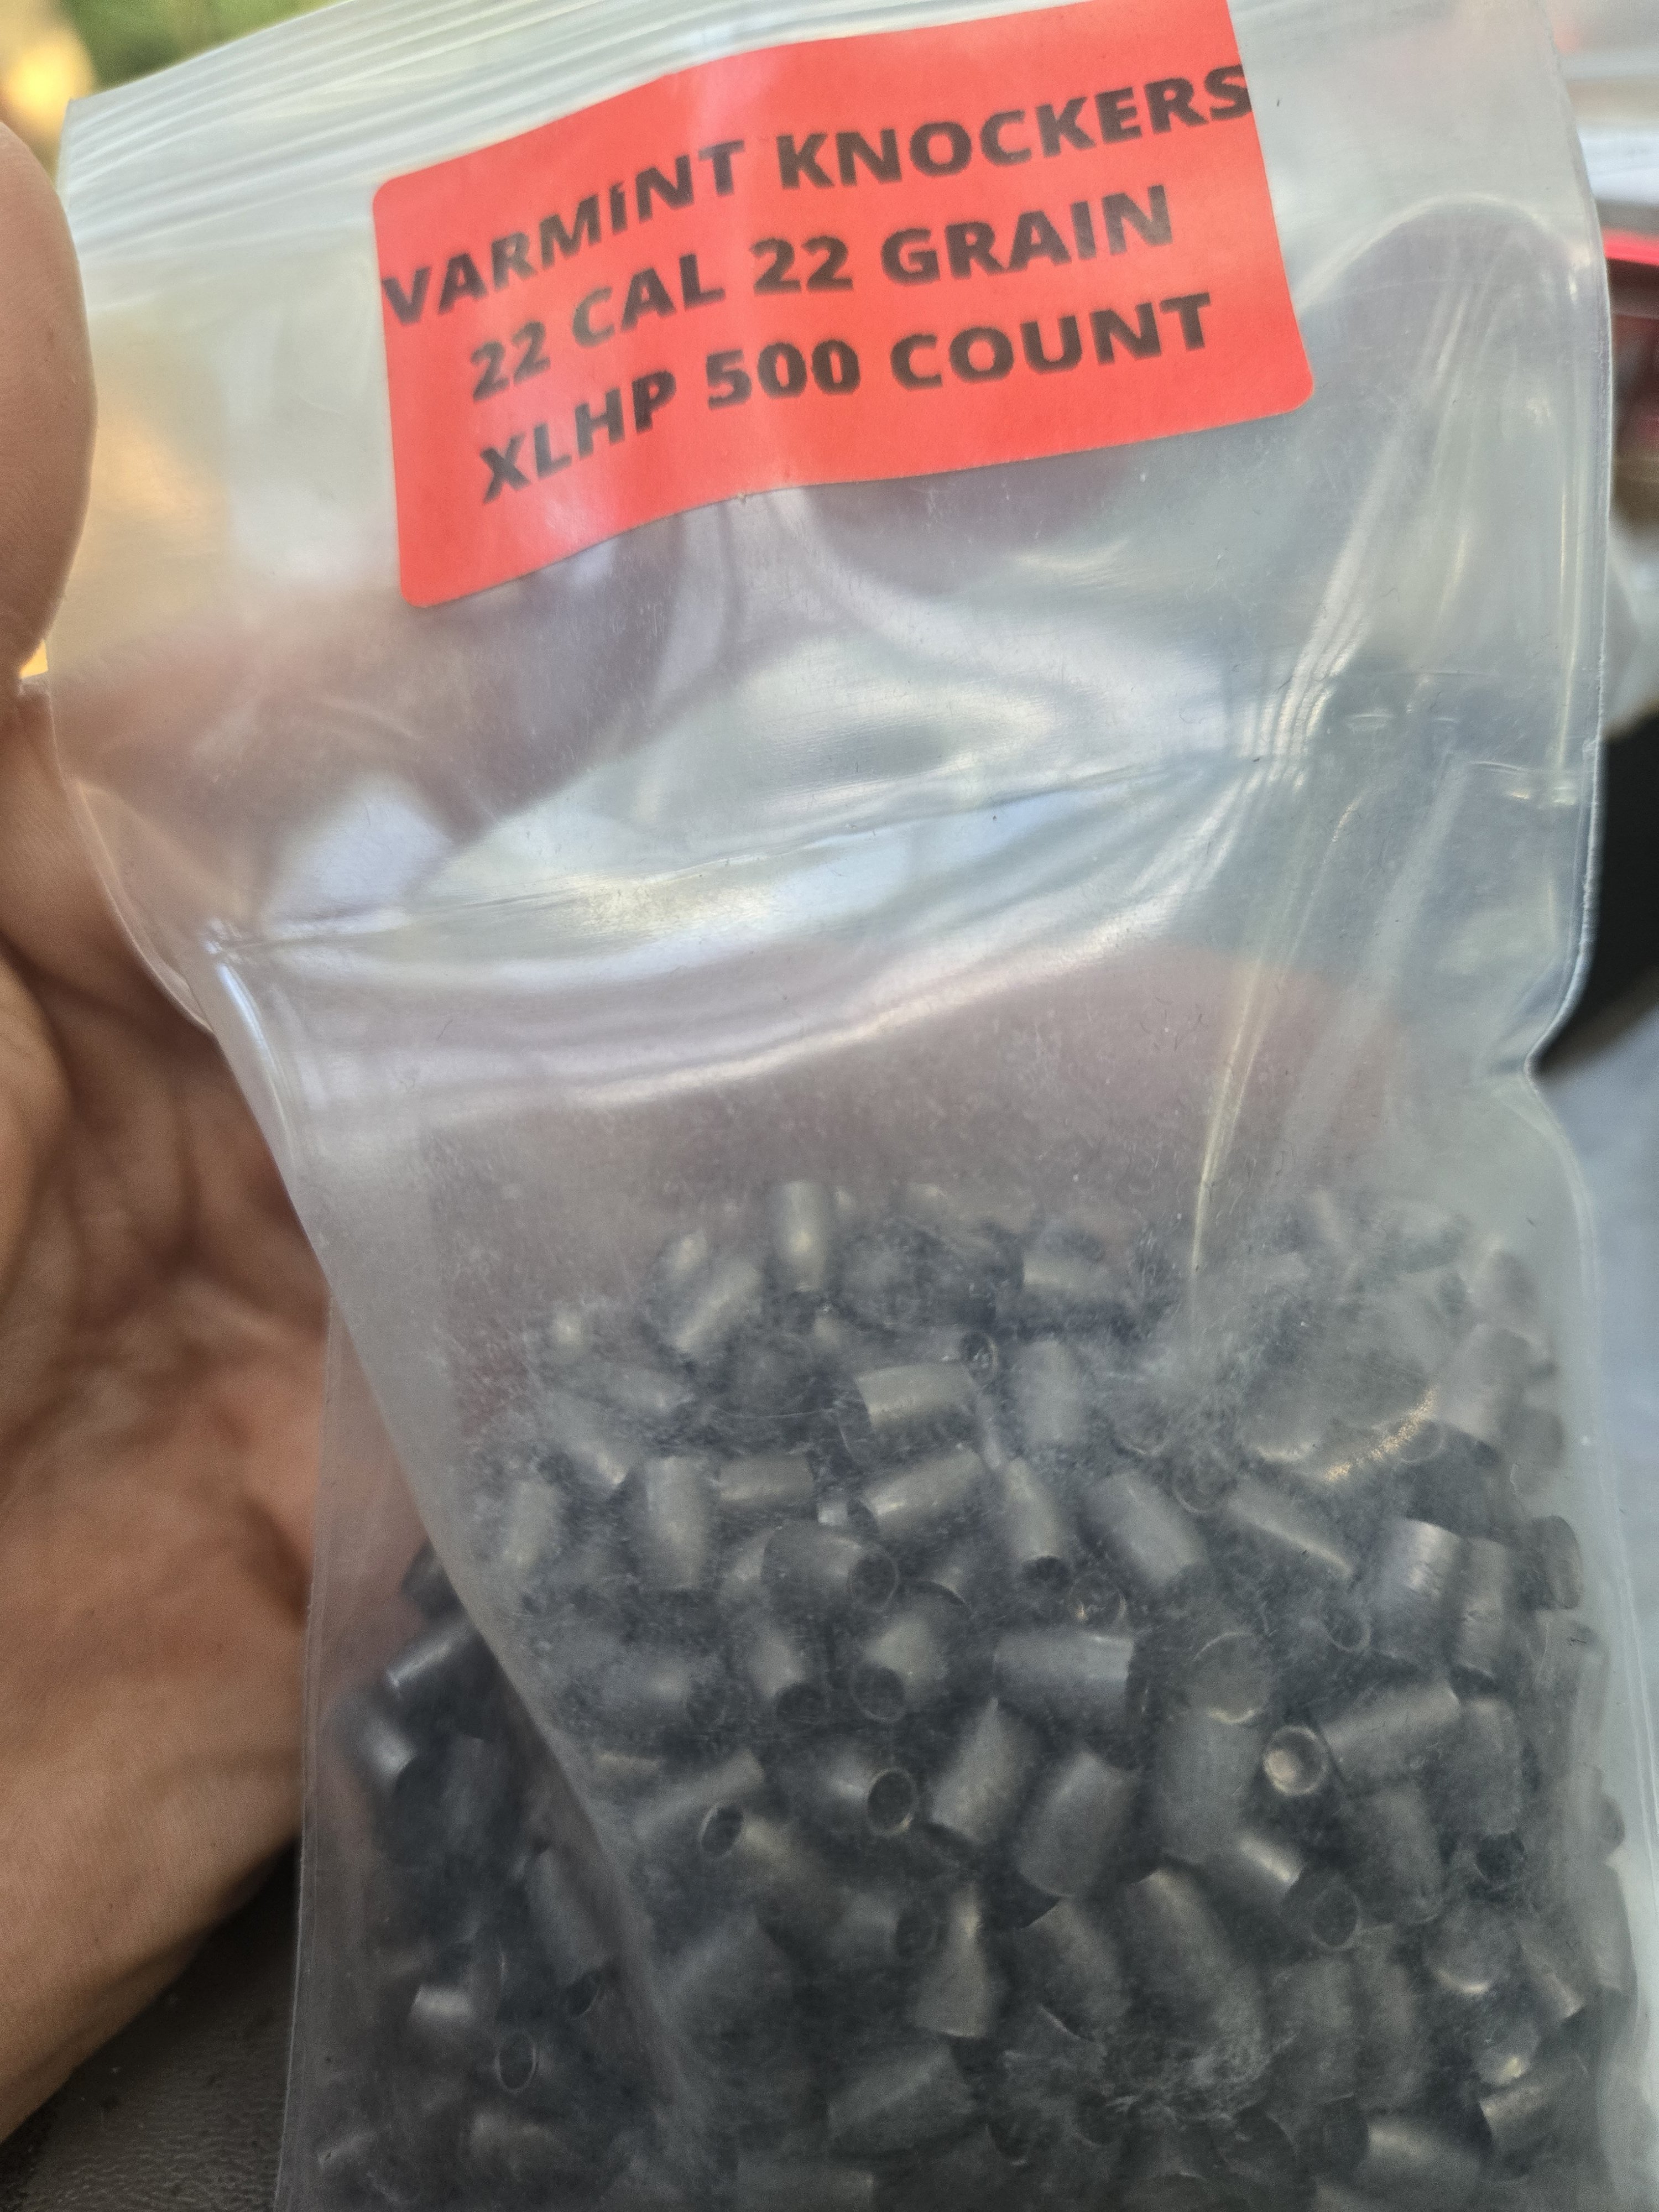 VARMINT KNOCKERS
22 CAL 22 GRAIN
XLHP 500 COUNT